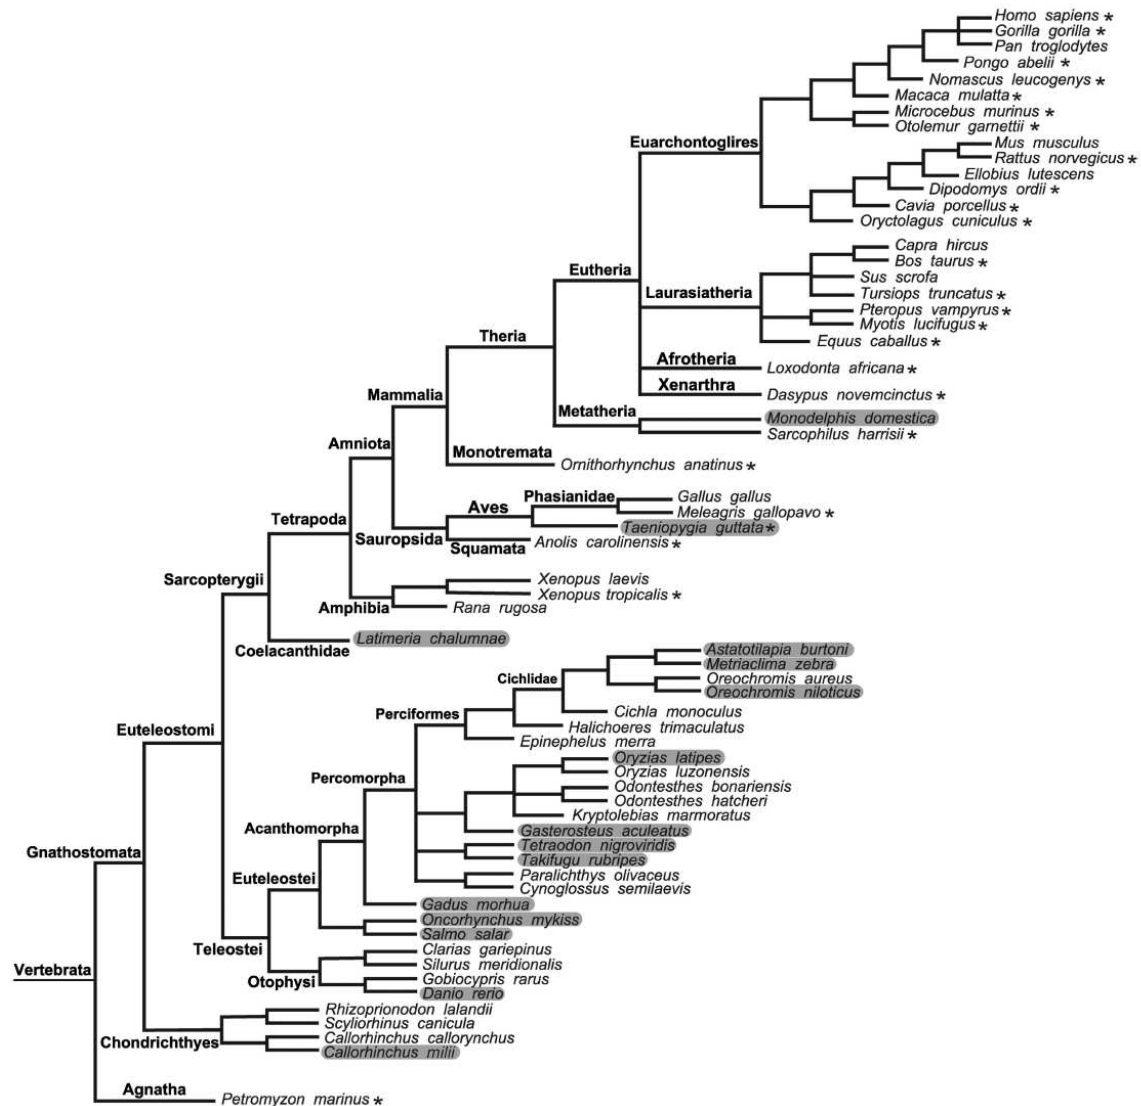 Homo sapiens *
Gorilla gorilla *
Pan troglodytes
Pongo abelii *
Nomascus leucogenys *
Macaca mulatta *
Microcebus murinus *
Otolemur garnettii *
Euarchontoglires
Mus musculus
Rattus norvegicus *
Ellobius lutescens
Dipodomys ordii *
Cavia porcellus *
Oryctolagus cuniculus *
Capra hircus
Bos taurus *
Eutheria
Sus scrofa
Laurasiatheria
Tursiops truncatus *
Pteropus vampyrus *
Myotis lucifugus *
Theria
Equus caballus *
Afrotheria
Loxodonta africana *
Xenarthra
Dasypus novemcinctus *
Mammalia
Metatheria
Monodelphis domestica
Sarcophilus harrisii *
Amniota
Monotremata
Ornithorhynchus anatinus *
Phasianidae
Gallus gallus
Aves
Meleagris gallopavo *
Tetrapoda
Taeniopygia guttata *
Sauropsida
Squamata
Anolis carolinensis *
Sarcopterygii
Xenopus laevis
Xenopus tropicalis *
Amphibia
Rana rugosa
Latimeria chalumnae
Coelacanthidae
Astatotilapia burtoni
Metriaclima zebra
Cichlidae
Oreochromis aureus
Oreochromis niloticus
Perciformes
Cichla monoculus
Halichoeres trimaculatus
Euteleostomi
Epinephelus merra
Oryzias latipes
Oryzias luzonensis
Percomorpha
Odontesthes bonariensis
Odontesthes hatcheri
Kryptolebias marmoratus
Acanthomorpha
Gasterosteus aculeatus
Tetraodon nigroviridis
Gnathostomata
Takifugu rubripes
Euteleostei
Paralichthys olivaceus
Cynoglossus semilaevis
Gadus morhua
Oncorhynchus mykiss
Salmo salar
Teleostei
Clarias gariepinus
Silurus meridionalis
Vertebrata
Otophysi
Gobiocypris rarus
Danio rerio
Rhizoprionodon lalandii
Scyliorhinus canicula
Chondrichthyes
Callorhinchus callorynchus
Callorhinchus milii
Agnatha
Petromyzon marinus *